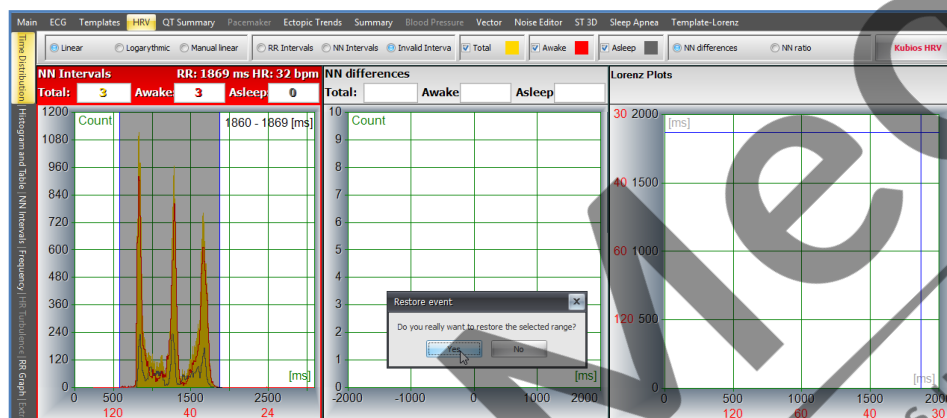 Main ECG Templates HRV QT Summary Pacemaker Ectopic Trends Summary Blood Pressure Vector Noise Editor ST 3D Sleep Apnea Template-Lorenz
Linear Logarythmic Manual linear RR Intervals NN Intervals Invalid Interva Total Awake Asleep NN differences NN ratio Kubios HRV
Time Distribution | Histogram and Table | NN Intervals | Frequency | HR Turbulence | RR Graph | Extr
NN Intervals RR: 1869 ms HR: 32 bpm
Total: 3 Awake: 3 Asleep: 0
1200 Count 1860 - 1869 [ms]
1080
960
840
720
600
480
360
240
120
0 [ms]
0 500 1000 1500 2000 2500
120 40 24
NN differences
Total: Awake Asleep
10 Count
9
8
7
6
5
4
3
2
1
0 [ms]
-2000 -1000 0 1000 2000
Restore event
Do you really want to restore the selected range?
Yes No
Lorenz Plots
30 2000 [ms]
40 1500
60 1000
120 500
0
0 500 1000 1500 200
120 60 40 30